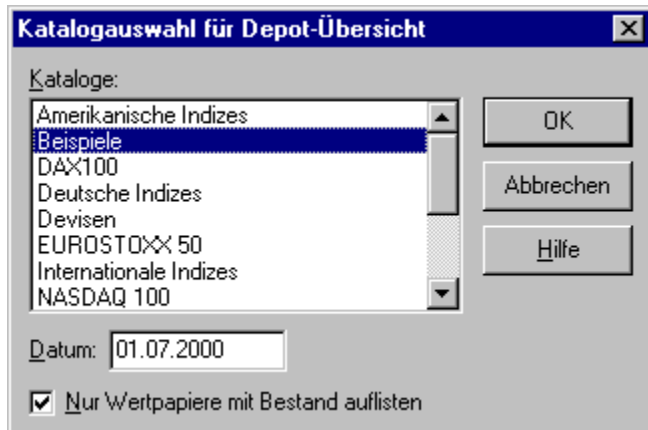 Katalogauswahl für Depot-Übersicht
Kataloge:
Amerikanische Indizes
Beispiele
DAX100
Deutsche Indizes
Devisen
EUROSTOXX 50
Internationale Indizes
NASDAQ 100
OK
Abbrechen
Hilfe
Datum: 01.07.2000
Nur Wertpapiere mit Bestand auflisten